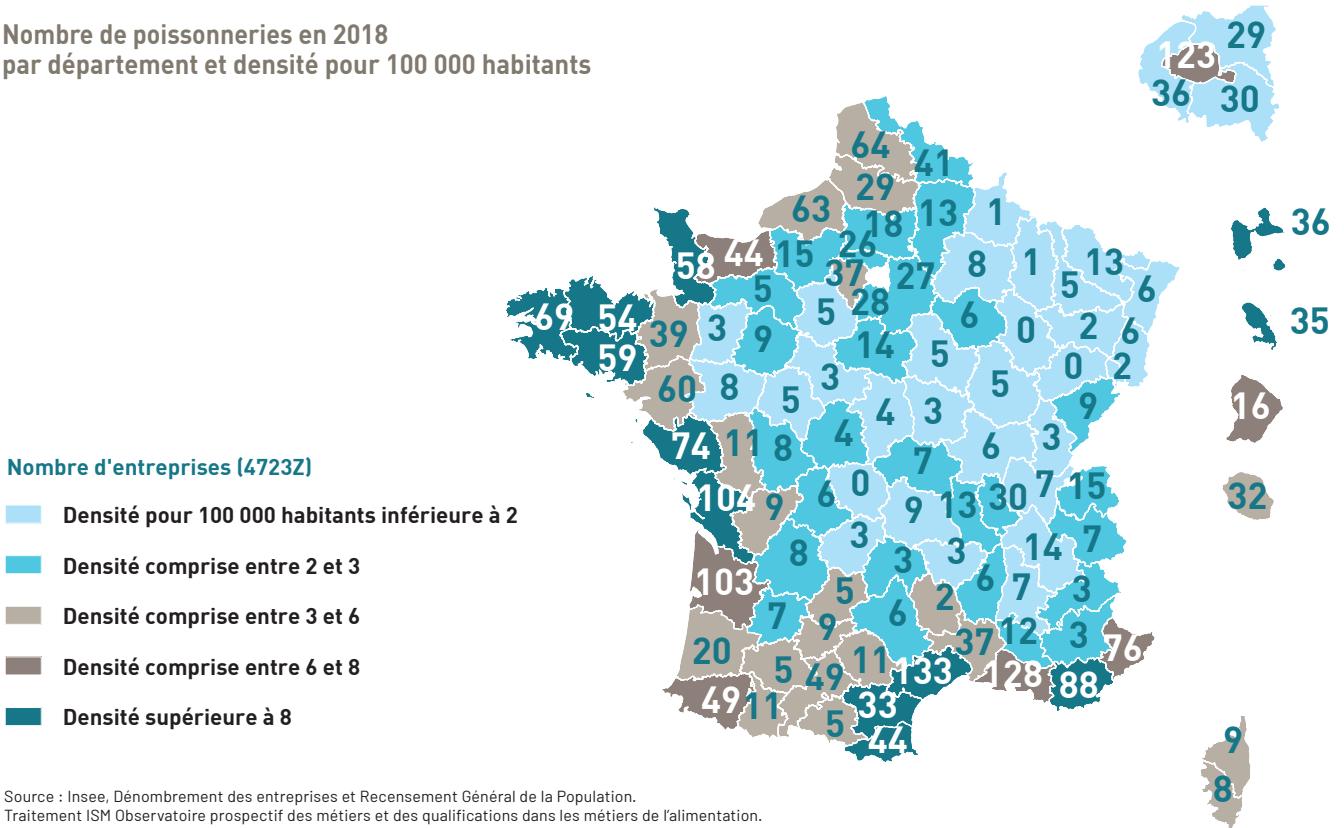 Nombre de poissonneries en 2018
par département et densité pour 100 000 habitants
29
123
36 30
64
41
29
63 18 13 1
36
58 44 15 26
37 27 8 1 5 13 6
5 28
69 54 39 3 9 5 6 0 2 6
35
59 14 5 0 2
60 8 5 3 5
4 3 9
16
74 11 8 4 6 3
7
104 9 6 0 9 13 30 7 15
32
8 3 3 3 14 7
103 5 2 6 7 3
7 9 6 12 3
20 5 49 11 37 76
133 128 88
49 11 5 33
44
9
8
Nombre d'entreprises (4723Z)
Densité pour 100 000 habitants inférieure à 2
Densité comprise entre 2 et 3
Densité comprise entre 3 et 6
Densité comprise entre 6 et 8
Densité supérieure à 8
Source : Insee, Dénombrement des entreprises et Recensement Général de la Population.
Traitement ISM Observatoire prospectif des métiers et des qualifications dans les métiers de l'alimentation.